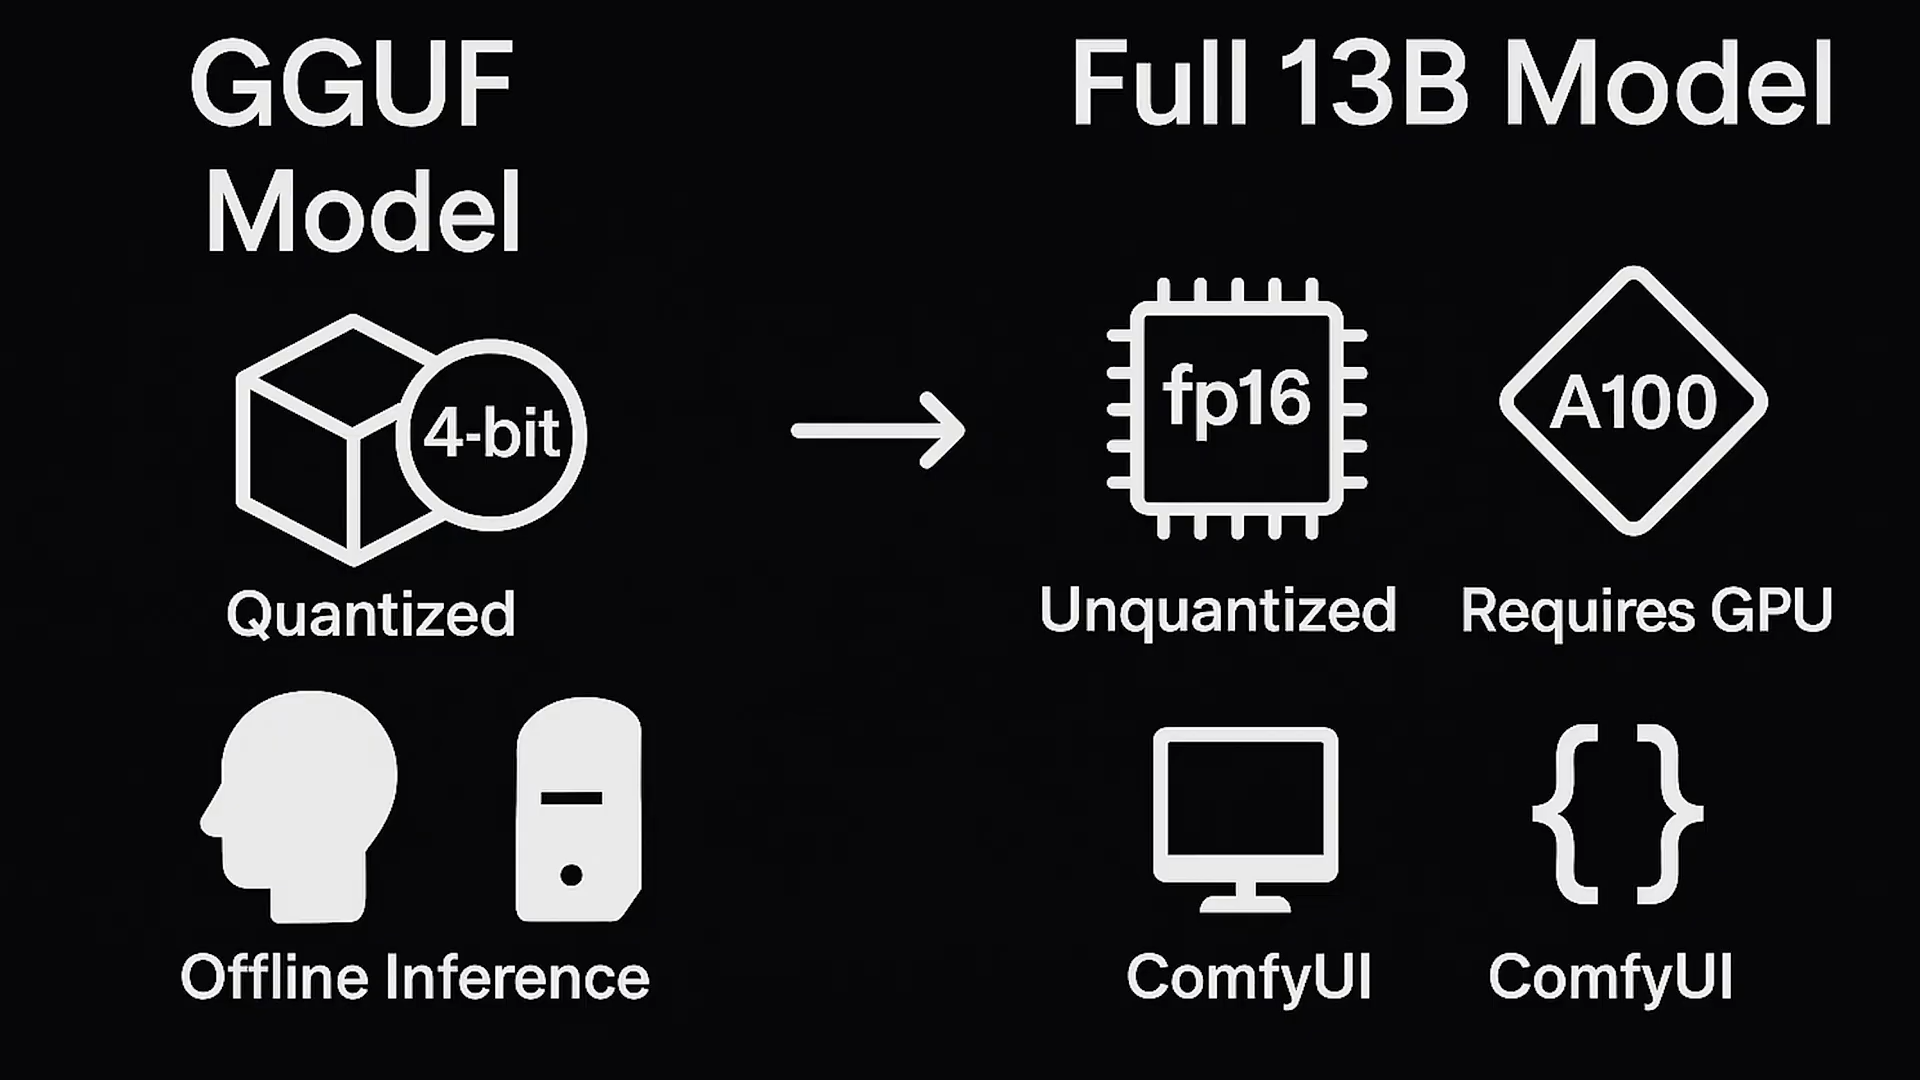 GGUF
Model
4-bit
Quantized
Offline Inference
Full 13B Model
fp16
A100
Unquantized
Requires GPU
ComfyUI
ComfyUI